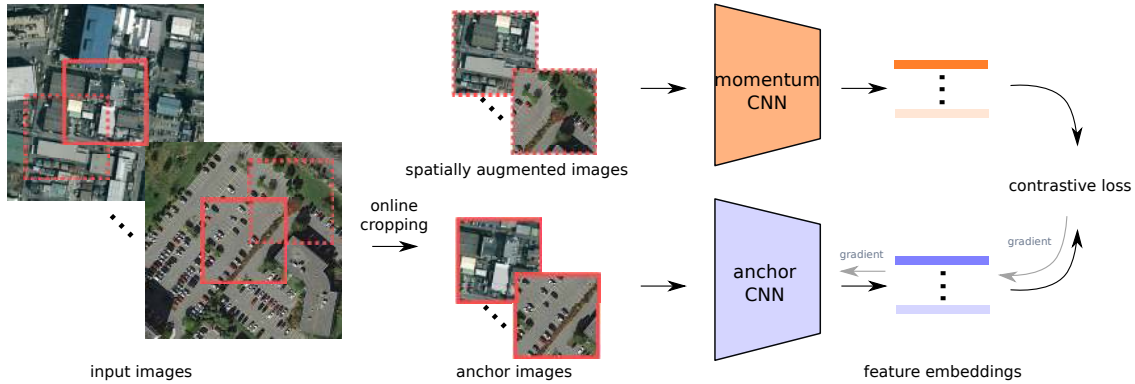 momentum
CNN
spatially augmented images
contrastive loss
online
cropping
gradient
gradient
anchor
CNN
input images
anchor images
feature embeddings